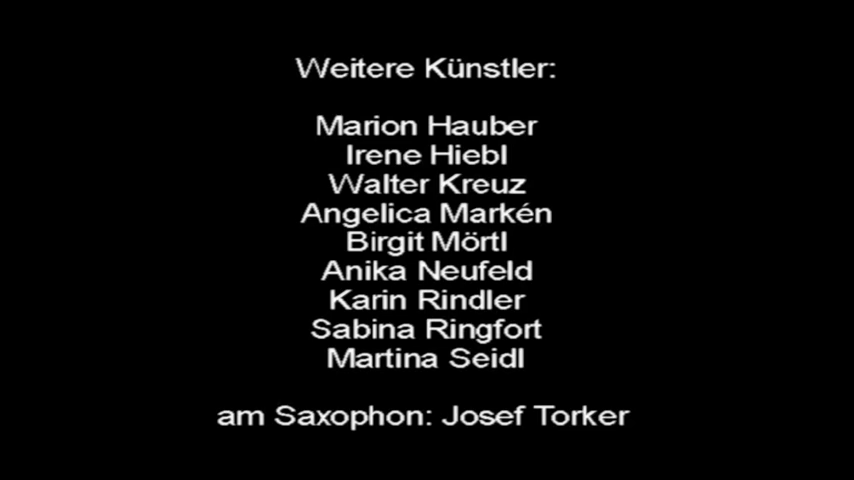 Weitere Künstler:
Marion Hauber
Irene Hiebl
Walter Kreuz
Angelica Markén
Birgit Mörtl
Anika Neufeld
Karin Rindler
Sabina Ringfort
Martina Seidl
am Saxophon: Josef Torker